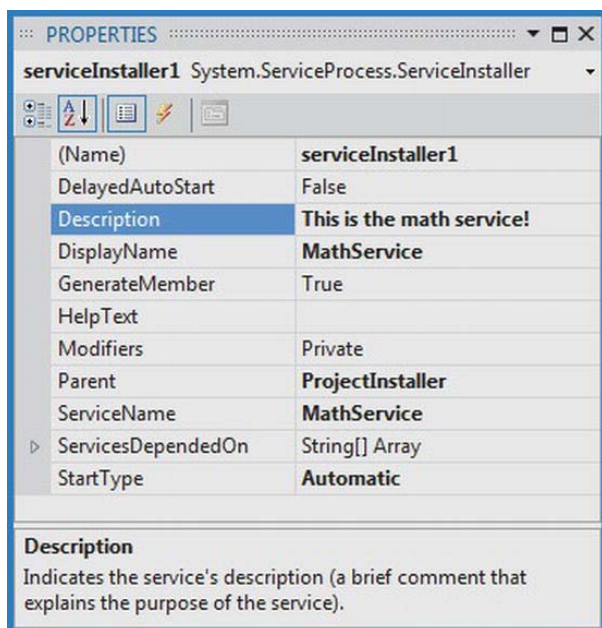 PROPERTIES
serviceInstaller1 System.ServiceProcess.ServiceInstaller
(Name) serviceInstaller1
DelayedAutoStart False
Description This is the math service!
DisplayName MathService
GenerateMember True
HelpText
Modifiers Private
Parent ProjectInstaller
ServiceName MathService
ServicesDependedOn String[] Array
StartType Automatic
Description
Indicates the service's description (a brief comment that
explains the purpose of the service).